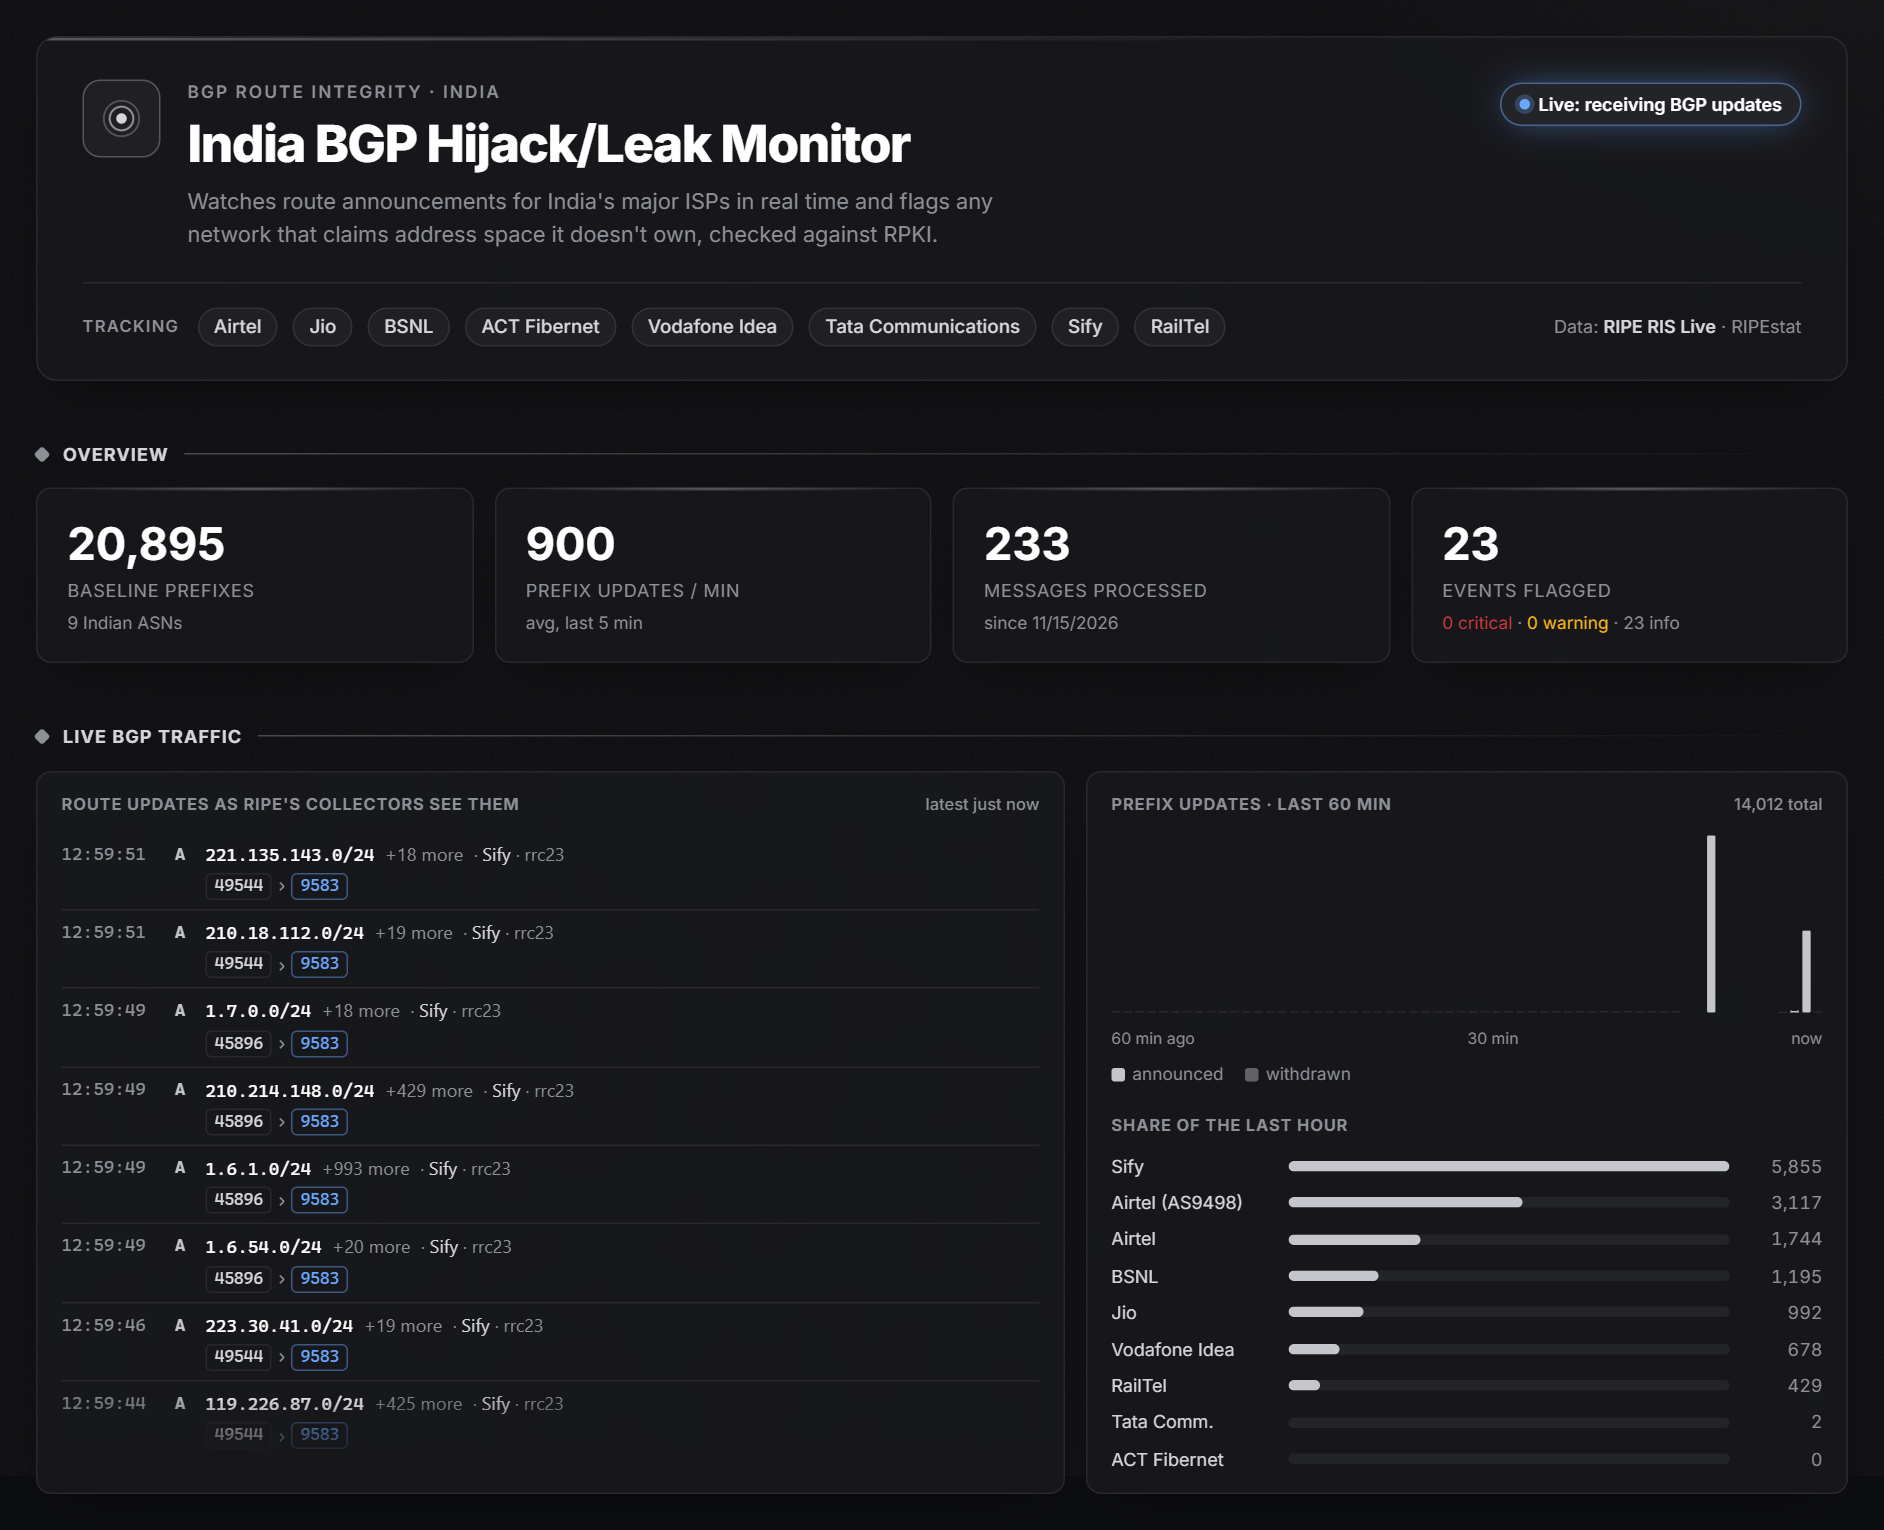 BGP ROUTE INTEGRITY · INDIA
India BGP Hijack/Leak Monitor
Live: receiving BGP updates
Watches route announcements for India's major ISPs in real time and flags any
network that claims address space it doesn't own, checked against RPKI.
TRACKING Airtel Jio BSNL ACT Fibernet Vodafone Idea Tata Communications Sify RailTel Data: RIPE RIS Live · RIPEstat
OVERVIEW
20,895
BASELINE PREFIXES
9 Indian ASNs
900
PREFIX UPDATES / MIN
avg, last 5 min
233
MESSAGES PROCESSED
since 11/15/2026
23
EVENTS FLAGGED
0 critical · 0 warning · 23 info
LIVE BGP TRAFFIC
ROUTE UPDATES AS RIPE'S COLLECTORS SEE THEM latest just now
12:59:51 A 221.135.143.0/24 +18 more · Sify · rrc23
49544 › 9583
12:59:51 A 210.18.112.0/24 +19 more · Sify · rrc23
49544 › 9583
12:59:49 A 1.7.0.0/24 +18 more · Sify · rrc23
45896 › 9583
12:59:49 A 210.214.148.0/24 +429 more · Sify · rrc23
45896 › 9583
12:59:49 A 1.6.1.0/24 +993 more · Sify · rrc23
45896 › 9583
12:59:49 A 1.6.54.0/24 +20 more · Sify · rrc23
45896 › 9583
12:59:46 A 223.30.41.0/24 +19 more · Sify · rrc23
49544 › 9583
12:59:44 A 119.226.87.0/24 +425 more · Sify · rrc23
49544 › 9583
PREFIX UPDATES · LAST 60 MIN 14,012 total
60 min ago 30 min now
announced withdrawn
SHARE OF THE LAST HOUR
Sify 5,855
Airtel (AS9498) 3,117
Airtel 1,744
BSNL 1,195
Jio 992
Vodafone Idea 678
RailTel 429
Tata Comm. 2
ACT Fibernet 0